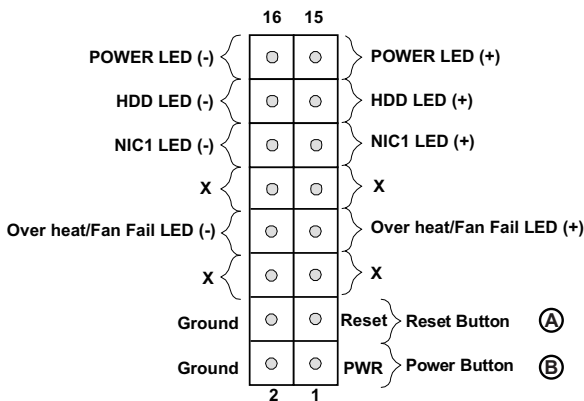 16 15
POWER LED (-) POWER LED (+)
HDD LED (-) HDD LED (+)
NIC1 LED (-) NIC1 LED (+)
X X
Over heat/Fan Fail LED (-) Over heat/Fan Fail LED (+)
X X
Ground Reset Reset Button A
Ground PWR Power Button B
2 1